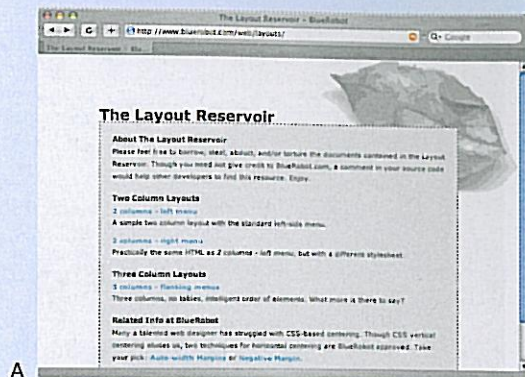 The Layout Reservoir - BlueRobot
http://www.bluerobot.com/web/layouts/
Google
The Layout Reservoir - Blu...
The Layout Reservoir
About The Layout Reservoir
Please feel free to borrow, steal, abduct, and/or torture the documents contained in the Layout
Reservoir. Though you need not give credit to BlueRobot.com, a comment in your source code
would help other developers to find this resource. Enjoy.
Two Column Layouts
2 columns - left menu
A simple two column layout with the standard left-side menu.
2 columns - right menu
Practically the same HTML as 2 columns - left menu, but with a different stylesheet.
Three Column Layouts
3 columns - flanking menus
Three columns, no tables, intelligent order of elements. What more is there to say?
Related Info at BlueRobot
Many a talented web designer has struggled with CSS-based centering. Though CSS vertical
centering eludes us, two techniques for horizontal centering are BlueRobot approved. Take
your pick: Auto-width Margins or Negative Margin.
A